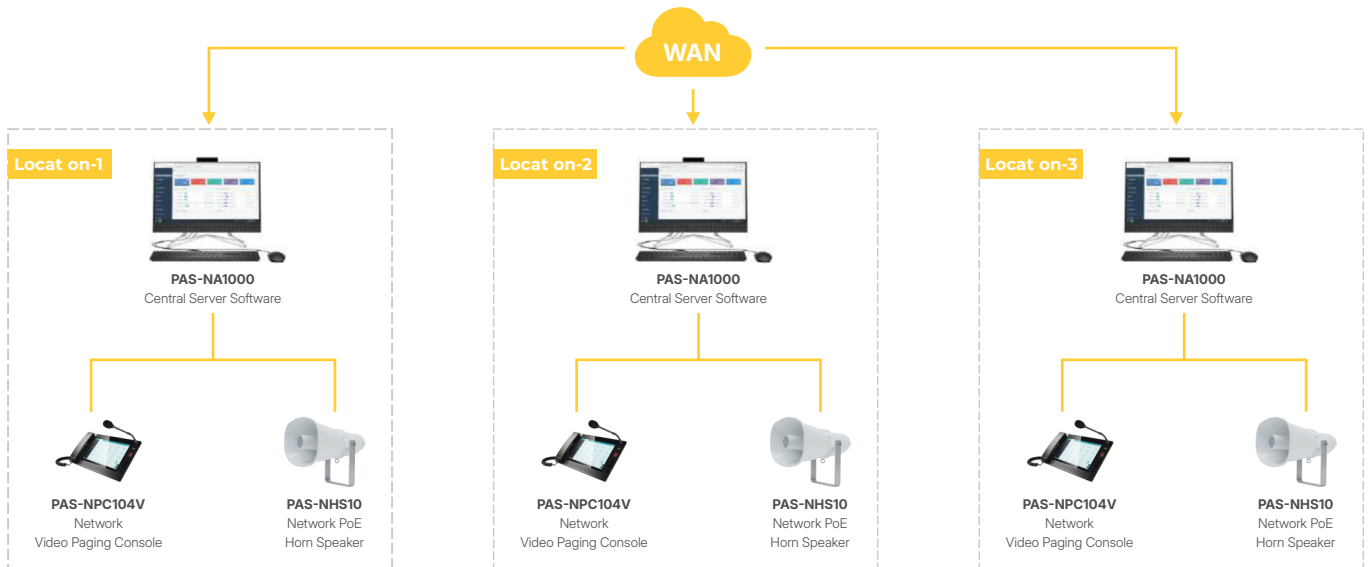 WAN
Locat on-1
PAS-NA1000
Central Server Software
PAS-NPC104V
Network
Video Paging Console
PAS-NHS10
Network PoE
Horn Speaker
Locat on-2
PAS-NA1000
Central Server Software
PAS-NPC104V
Network
Video Paging Console
PAS-NHS10
Network PoE
Horn Speaker
Locat on-3
PAS-NA1000
Central Server Software
PAS-NPC104V
Network
Video Paging Console
PAS-NHS10
Network PoE
Horn Speaker